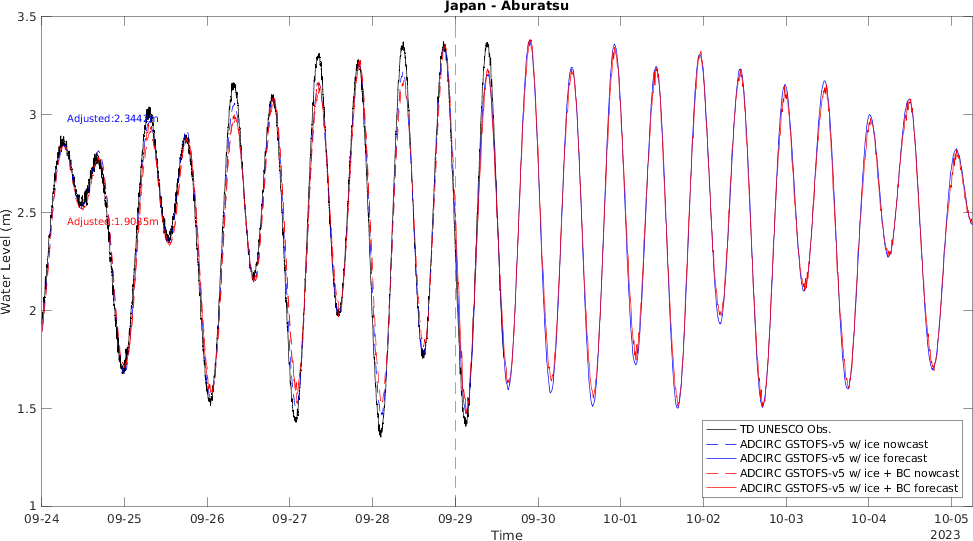 Japan - Aburatsu
3.5
3
2.5
2
1.5
1
Water Level (m)
Adjusted:2.3441m
Adjusted:1.9085m
TD UNESCO Obs.
ADCIRC GSTOFS-v5 w/ ice nowcast
ADCIRC GSTOFS-v5 w/ ice forecast
ADCIRC GSTOFS-v5 w/ ice + BC nowcast
ADCIRC GSTOFS-v5 w/ ice + BC forecast
09-24 09-25 09-26 09-27 09-28 09-29 09-30 10-01 10-02 10-03 10-04 10-05
Time
2023